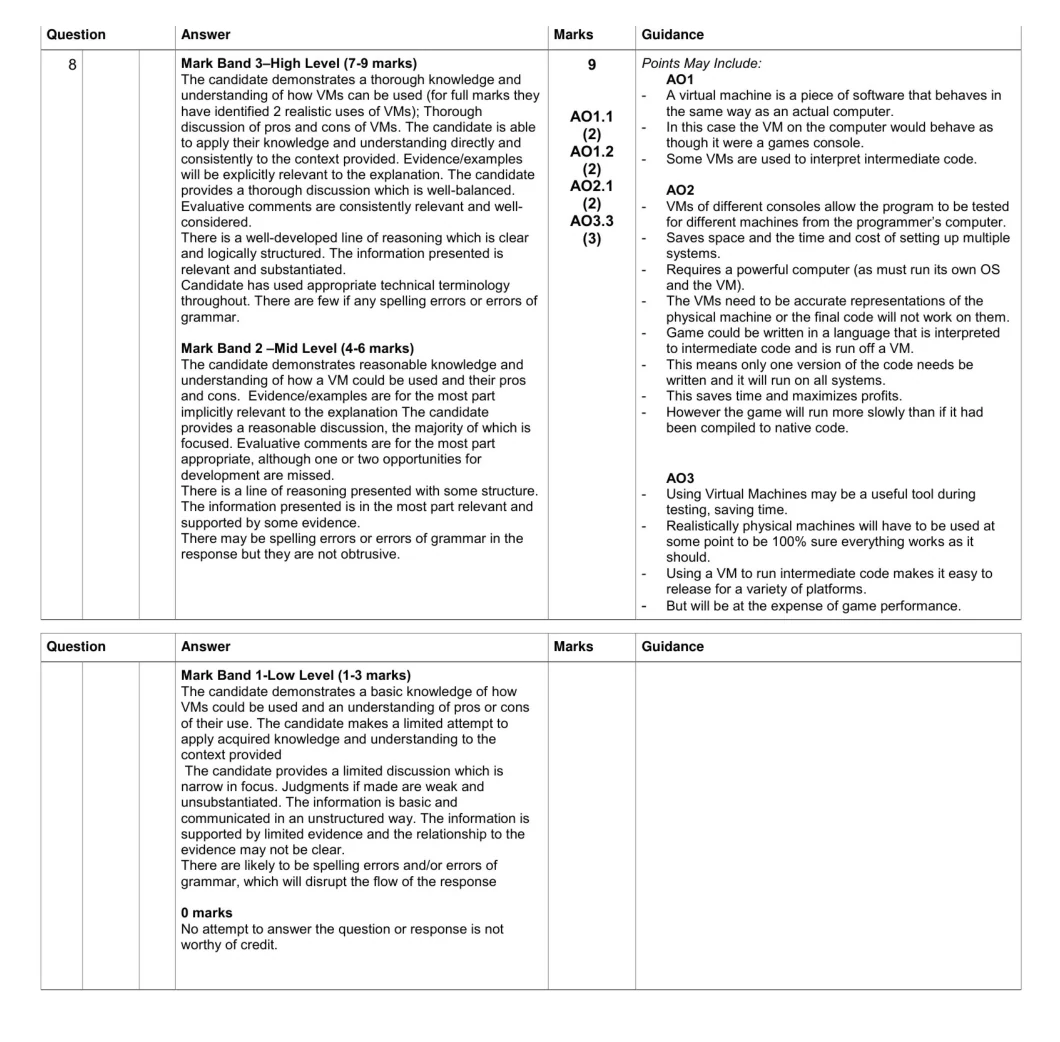 Question Answer Marks Guidance
8
Mark Band 3–High Level (7-9 marks)
The candidate demonstrates a thorough knowledge and
understanding of how VMs can be used (for full marks they
have identified 2 realistic uses of VMs); Thorough
discussion of pros and cons of VMs. The candidate is able
to apply their knowledge and understanding directly and
consistently to the context provided. Evidence/examples
will be explicitly relevant to the explanation. The candidate
provides a thorough discussion which is well-balanced.
Evaluative comments are consistently relevant and well-
considered.
There is a well-developed line of reasoning which is clear
and logically structured. The information presented is
relevant and substantiated.
Candidate has used appropriate technical terminology
throughout. There are few if any spelling errors or errors of
grammar.
Mark Band 2 –Mid Level (4-6 marks)
The candidate demonstrates reasonable knowledge and
understanding of how a VM could be used and their pros
and cons.  Evidence/examples are for the most part
implicitly relevant to the explanation The candidate
provides a reasonable discussion, the majority of which is
focused. Evaluative comments are for the most part
appropriate, although one or two opportunities for
development are missed.
There is a line of reasoning presented with some structure.
The information presented is in the most part relevant and
supported by some evidence.
There may be spelling errors or errors of grammar in the
response but they are not obtrusive.
9
AO1.1
(2)
AO1.2
(2)
AO2.1
(2)
AO3.3
(3)
Points May Include:
AO1
- A virtual machine is a piece of software that behaves in
the same way as an actual computer.
- In this case the VM on the computer would behave as
though it were a games console.
- Some VMs are used to interpret intermediate code.
AO2
- VMs of different consoles allow the program to be tested
for different machines from the programmer's computer.
- Saves space and the time and cost of setting up multiple
systems.
- Requires a powerful computer (as must run its own OS
and the VM).
- The VMs need to be accurate representations of the
physical machine or the final code will not work on them.
- Game could be written in a language that is interpreted
to intermediate code and is run off a VM.
- This means only one version of the code needs be
written and it will run on all systems.
- This saves time and maximizes profits.
- However the game will run more slowly than if it had
been compiled to native code.
AO3
- Using Virtual Machines may be a useful tool during
testing, saving time.
- Realistically physical machines will have to be used at
some point to be 100% sure everything works as it
should.
- Using a VM to run intermediate code makes it easy to
release for a variety of platforms.
- But will be at the expense of game performance.
Question Answer Marks Guidance
Mark Band 1-Low Level (1-3 marks)
The candidate demonstrates a basic knowledge of how
VMs could be used and an understanding of pros or cons
of their use. The candidate makes a limited attempt to
apply acquired knowledge and understanding to the
context provided
The candidate provides a limited discussion which is
narrow in focus. Judgments if made are weak and
unsubstantiated. The information is basic and
communicated in an unstructured way. The information is
supported by limited evidence and the relationship to the
evidence may not be clear.
There are likely to be spelling errors and/or errors of
grammar, which will disrupt the flow of the response
0 marks
No attempt to answer the question or response is not
worthy of credit.